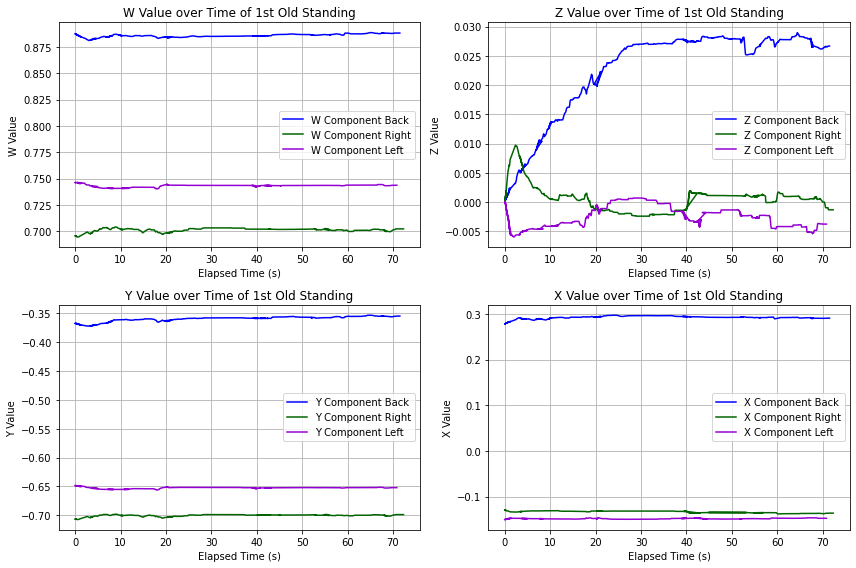 W Value over Time of 1st Old Standing
W Value
0.875
0.850
0.825
0.800
0.775
0.750
0.725
0.700
W Component Back
W Component Right
W Component Left
0 10 20 30 40 50 60 70
Elapsed Time (s)
Z Value over Time of 1st Old Standing
Z Value
0.030
0.025
0.020
0.015
0.010
0.005
0.000
−0.005
Z Component Back
Z Component Right
Z Component Left
0 10 20 30 40 50 60 70
Elapsed Time (s)
Y Value over Time of 1st Old Standing
Y Value
−0.35
−0.40
−0.45
−0.50
−0.55
−0.60
−0.65
−0.70
Y Component Back
Y Component Right
Y Component Left
0 10 20 30 40 50 60 70
Elapsed Time (s)
X Value over Time of 1st Old Standing
X Value
0.3
0.2
0.1
0.0
−0.1
X Component Back
X Component Right
X Component Left
0 10 20 30 40 50 60 70
Elapsed Time (s)